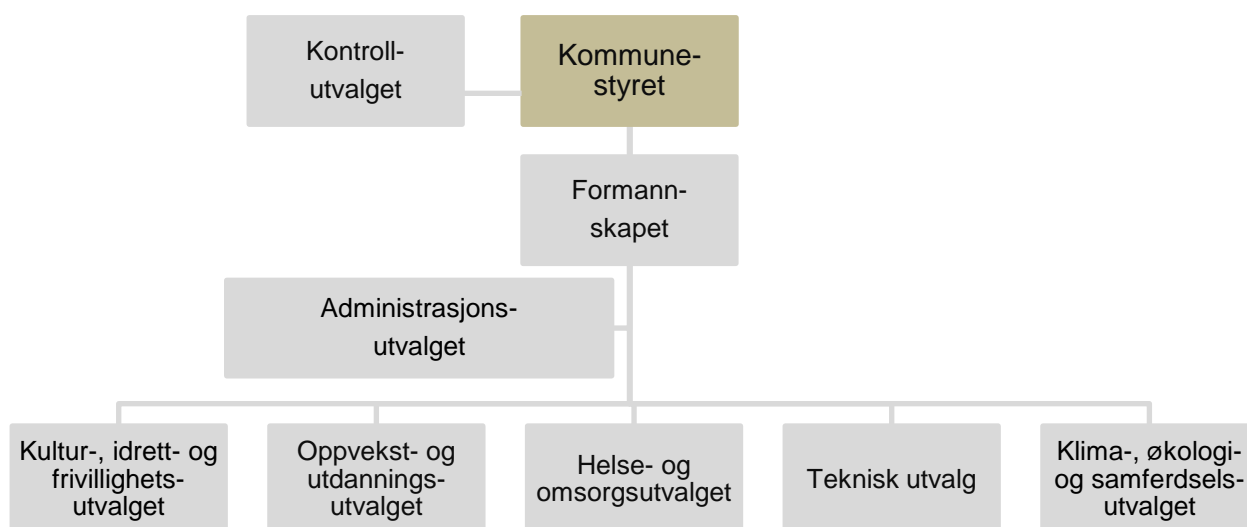 Kontroll-
utvalget
Kommune-
styret
Formann-
skapet
Administrasjons-
utvalget
Kultur-, idrett- og
frivillighets-
utvalget
Oppvekst- og
utdannings-
utvalget
Helse- og
omsorgsutvalget
Teknisk utvalg
Klima-, økologi-
og samferdsels-
utvalget